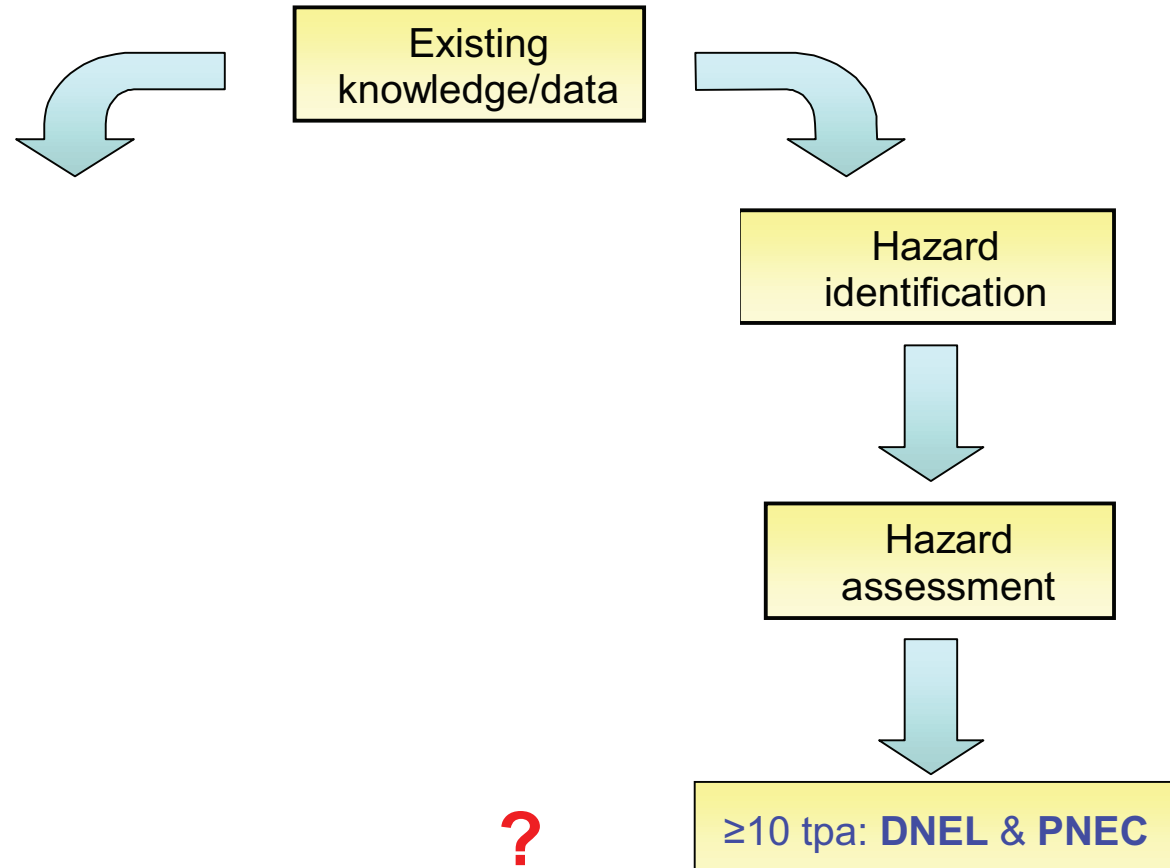 Existing
knowledge/data
Hazard
identification
Hazard
assessment
?
≥10 tpa: DNEL & PNEC